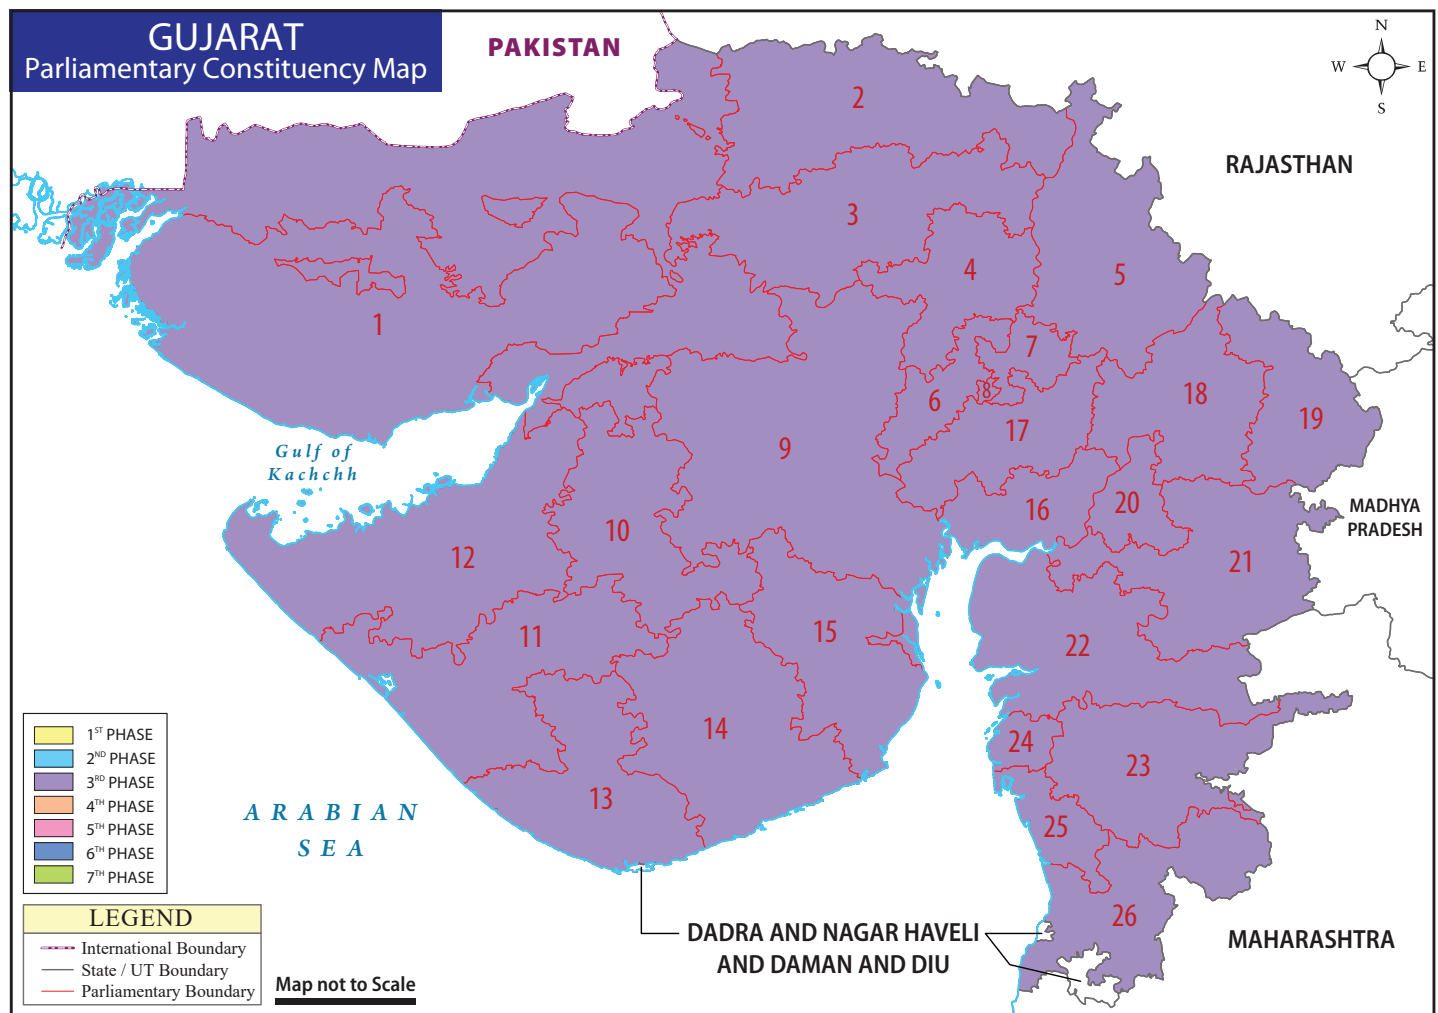 GUJARAT
Parliamentary Constituency Map
PAKISTAN
N
W
E
S
RAJASTHAN
2
3
4
5
1
7
6
8
18
19
17
9
Gulf of
Kachchh
16
20
MADHYA
PRADESH
10
12
21
11
15
22
14
24
23
13
25
26
ARABIAN
SEA
1ST PHASE
2ND PHASE
3RD PHASE
4TH PHASE
5TH PHASE
6TH PHASE
7TH PHASE
LEGEND
International Boundary
State / UT Boundary
Parliamentary Boundary
Map not to Scale
DADRA AND NAGAR HAVELI
AND DAMAN AND DIU
MAHARASHTRA